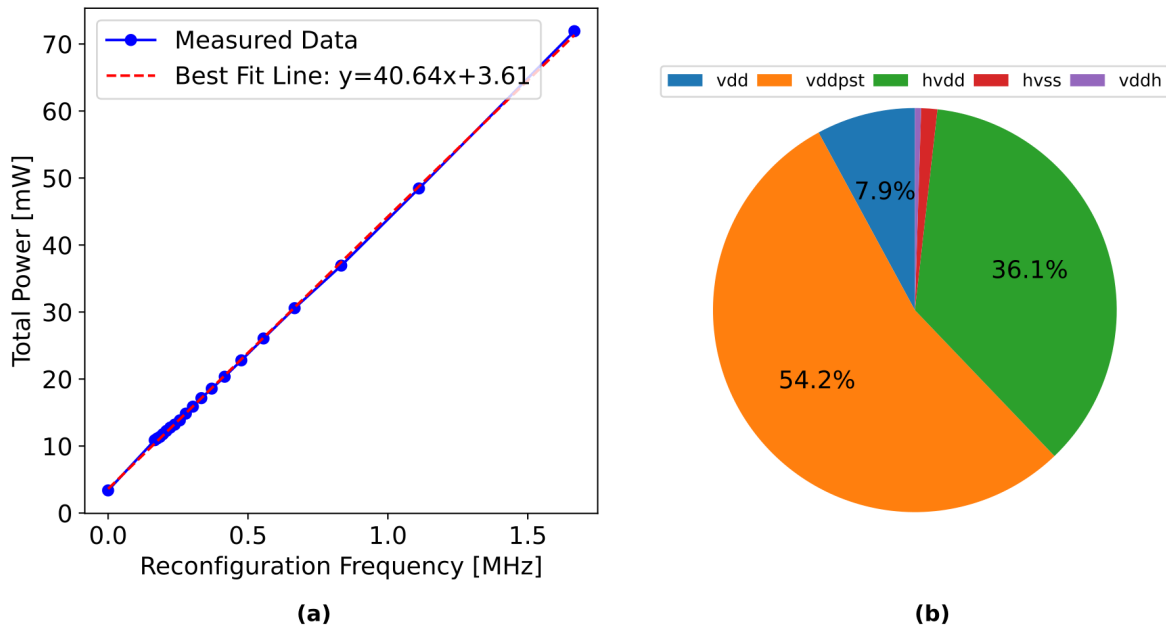 Measured Data
Best Fit Line: y=40.64x+3.61
Total Power [mW]
70
60
50
40
30
20
10
0
0.0 0.5 1.0 1.5
Reconfiguration Frequency [MHz]
(a)
vdd vddpst hvdd hvss vddh
7.9%
36.1%
54.2%
(b)